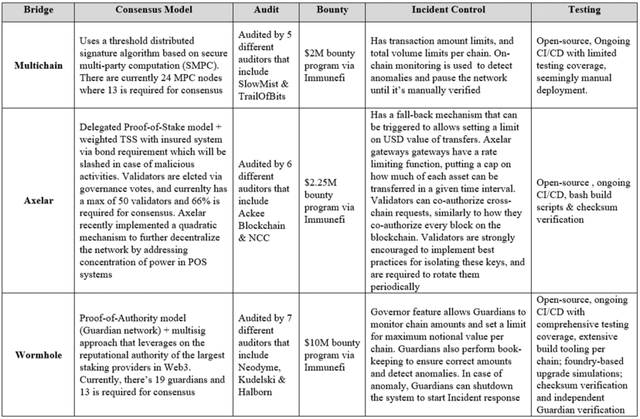 Bridge
Consensus Model
Audit
Bounty
Incident Control
Testing
Multichain
Uses a threshold distributed
signature algorithm based on secure
multi-party computation (SMPC).
There are currently 24 MPC nodes
where 13 is required for consensus
Audited by 5
different
auditors that
include
SlowMist &
TrailOfBits
$2M bounty
program via
Immunefi
Has transaction amount limits, and
total volume limits per chain. On-
chain monitoring is used to detect
anomalies and pause the network
until it's manually verified
Open-source, Ongoing
CI/CD with limited
testing coverage,
seemingly manual
deployment.
Axelar
Delegated Proof-of-Stake model +
weighted TSS with insured system
via bond requirement which will be
slashed in case of malicious
activities. Validators are elcted via
governance votes, and currenlty has
a max of 50 validators and 66% is
required for consensus. Axelar
recently implemented a quadratic
mechanism to further decentralize
the network by addressing
concentration of power in POS
systems
Audited by 6
different
auditors that
include
Ackee
Blockchain
& NCC
$2.25M
bounty
program via
Immunefi
Has a fall-back mechanism that can
be triggered to allows setting a limit
on USD value of transfers. Axelar
gateways gateways have a rate
limiting function, putting a cap on
how much of each asset can be
transferred in a given time interval.
Validators can co-authorize cross-
chain requests, similarly to how they
co-authorize every block on the
blockchain. Validators are strongly
encouraged to implement best
practices for isolating these keys, and
are required to rotate them
periodically
Open-source , ongoing
CI/CD, bash build
scripts & checksum
verification
Wormhole
Proof-of-Authority model
(Guardian network) + multisig
approach that leverages on the
reputational authority of the largest
staking providers in Web3.
Currently, there's 19 guardians and
13 is required for consensus
Audited by 7
different
auditors that
include
Neodyme,
Kudelski &
Halborn
$10M bounty
program via
Immunefi
Governor feature allows Guardians to
monitor chain amounts and set a limit
for maximum notional value per
chain. Guardians also perform book-
keeping to ensure correct amounts
and detect anomalies. In case of
anomaly, Guardians can shutdown
the system to start Incident response
Open-source, ongoing
CI/CD with
comprehensive testing
coverage, extensive
build tooling per
chain; foundry-based
upgrade simulations;
checksum verification
and independent
Guardian verification